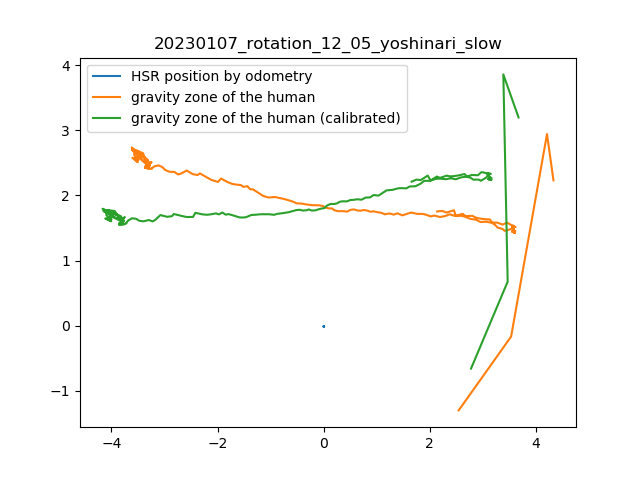 20230107_rotation_12_05_yoshinari_slow
HSR position by odometry
gravity zone of the human
gravity zone of the human (calibrated)
4
3
2
1
0
−1
−4
−2
0
2
4